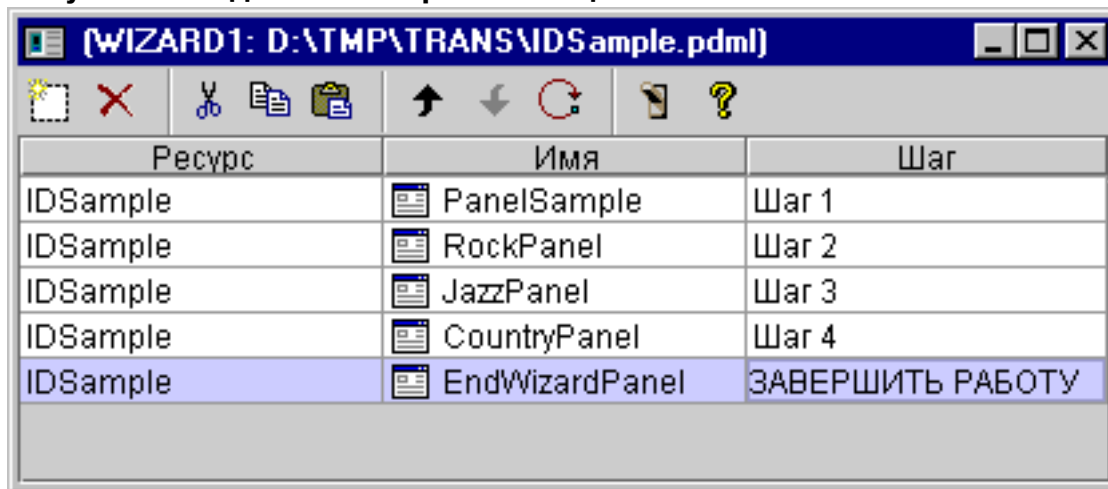 (WIZARD1: D:\TMP\TRANS\IDSample.pdml)
Ресурс Имя Шаг
IDSample PanelSample Шаг 1
IDSample RockPanel Шаг 2
IDSample JazzPanel Шаг 3
IDSample CountryPanel Шаг 4
IDSample EndWizardPanel ЗАВЕРШИТЬ РАБОТУ